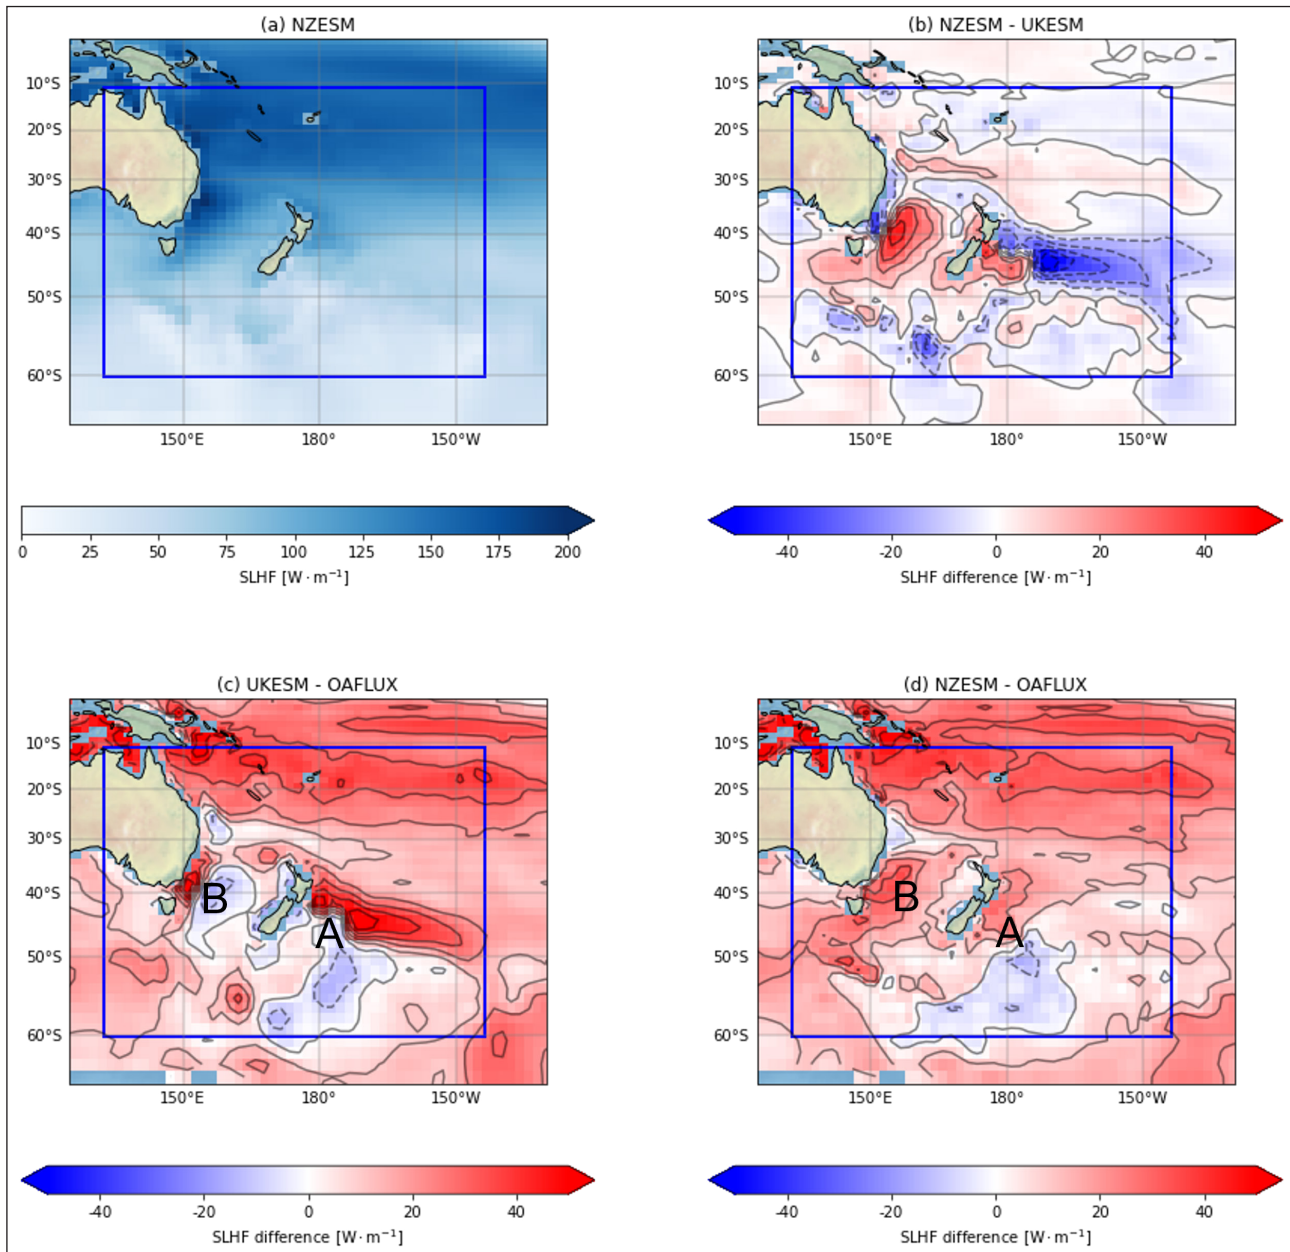 (a) NZESM
10°S
20°S
30°S
40°S
50°S
60°S
150°E 180° 150°W
0 25 50 75 100 125 150 175 200
SLHF [W · m⁻¹]
(b) NZESM - UKESM
10°S
20°S
30°S
40°S
50°S
60°S
150°E 180° 150°W
-40 -20 0 20 40
SLHF difference [W · m⁻¹]
(c) UKESM - OAFLUX
10°S
20°S
30°S
40°S
50°S
60°S
B
A
150°E 180° 150°W
-40 -20 0 20 40
SLHF difference [W · m⁻¹]
(d) NZESM - OAFLUX
10°S
20°S
30°S
40°S
50°S
60°S
B
A
150°E 180° 150°W
-40 -20 0 20 40
SLHF difference [W · m⁻¹]